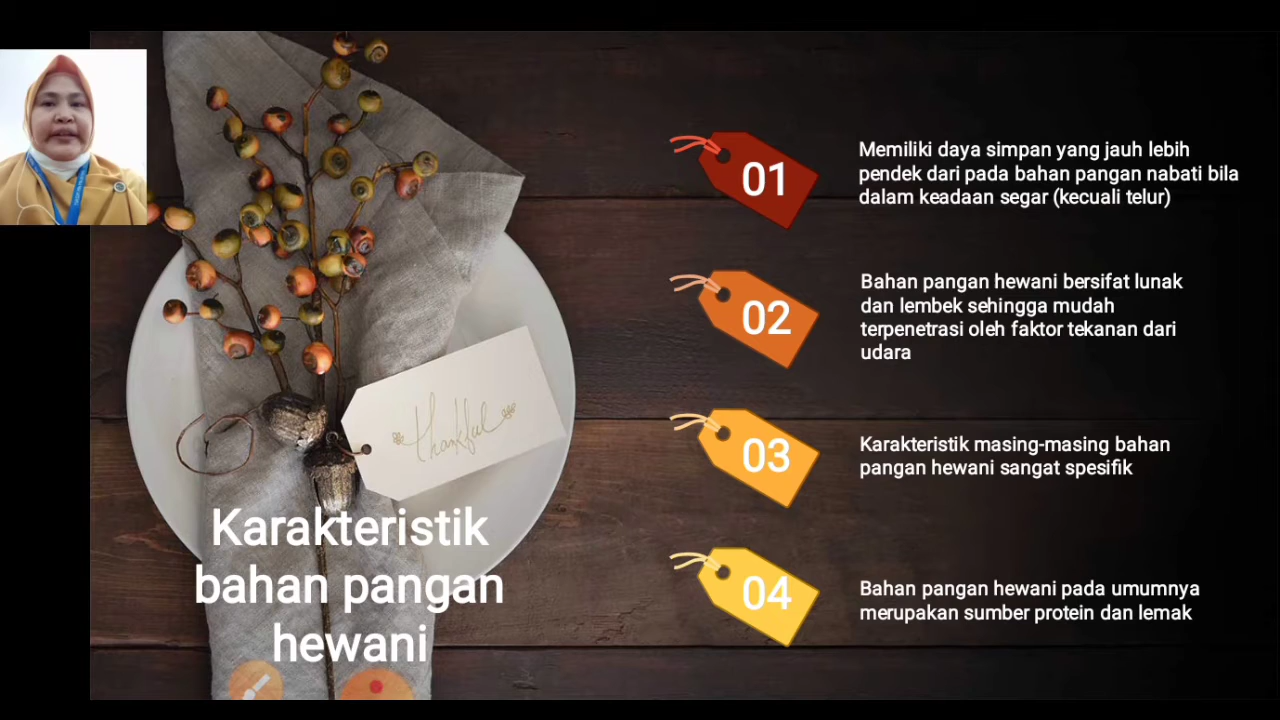 Karakteristik
bahan pangan
hewani
thankful
01
Memiliki daya simpan yang jauh lebih
pendek dari pada bahan pangan nabati bila
dalam keadaan segar (kecuali telur)
02
Bahan pangan hewani bersifat lunak
dan lembek sehingga mudah
terpenetrasi oleh faktor tekanan dari
udara
03
Karakteristik masing-masing bahan
pangan hewani sangat spesifik
04
Bahan pangan hewani pada umumnya
merupakan sumber protein dan lemak